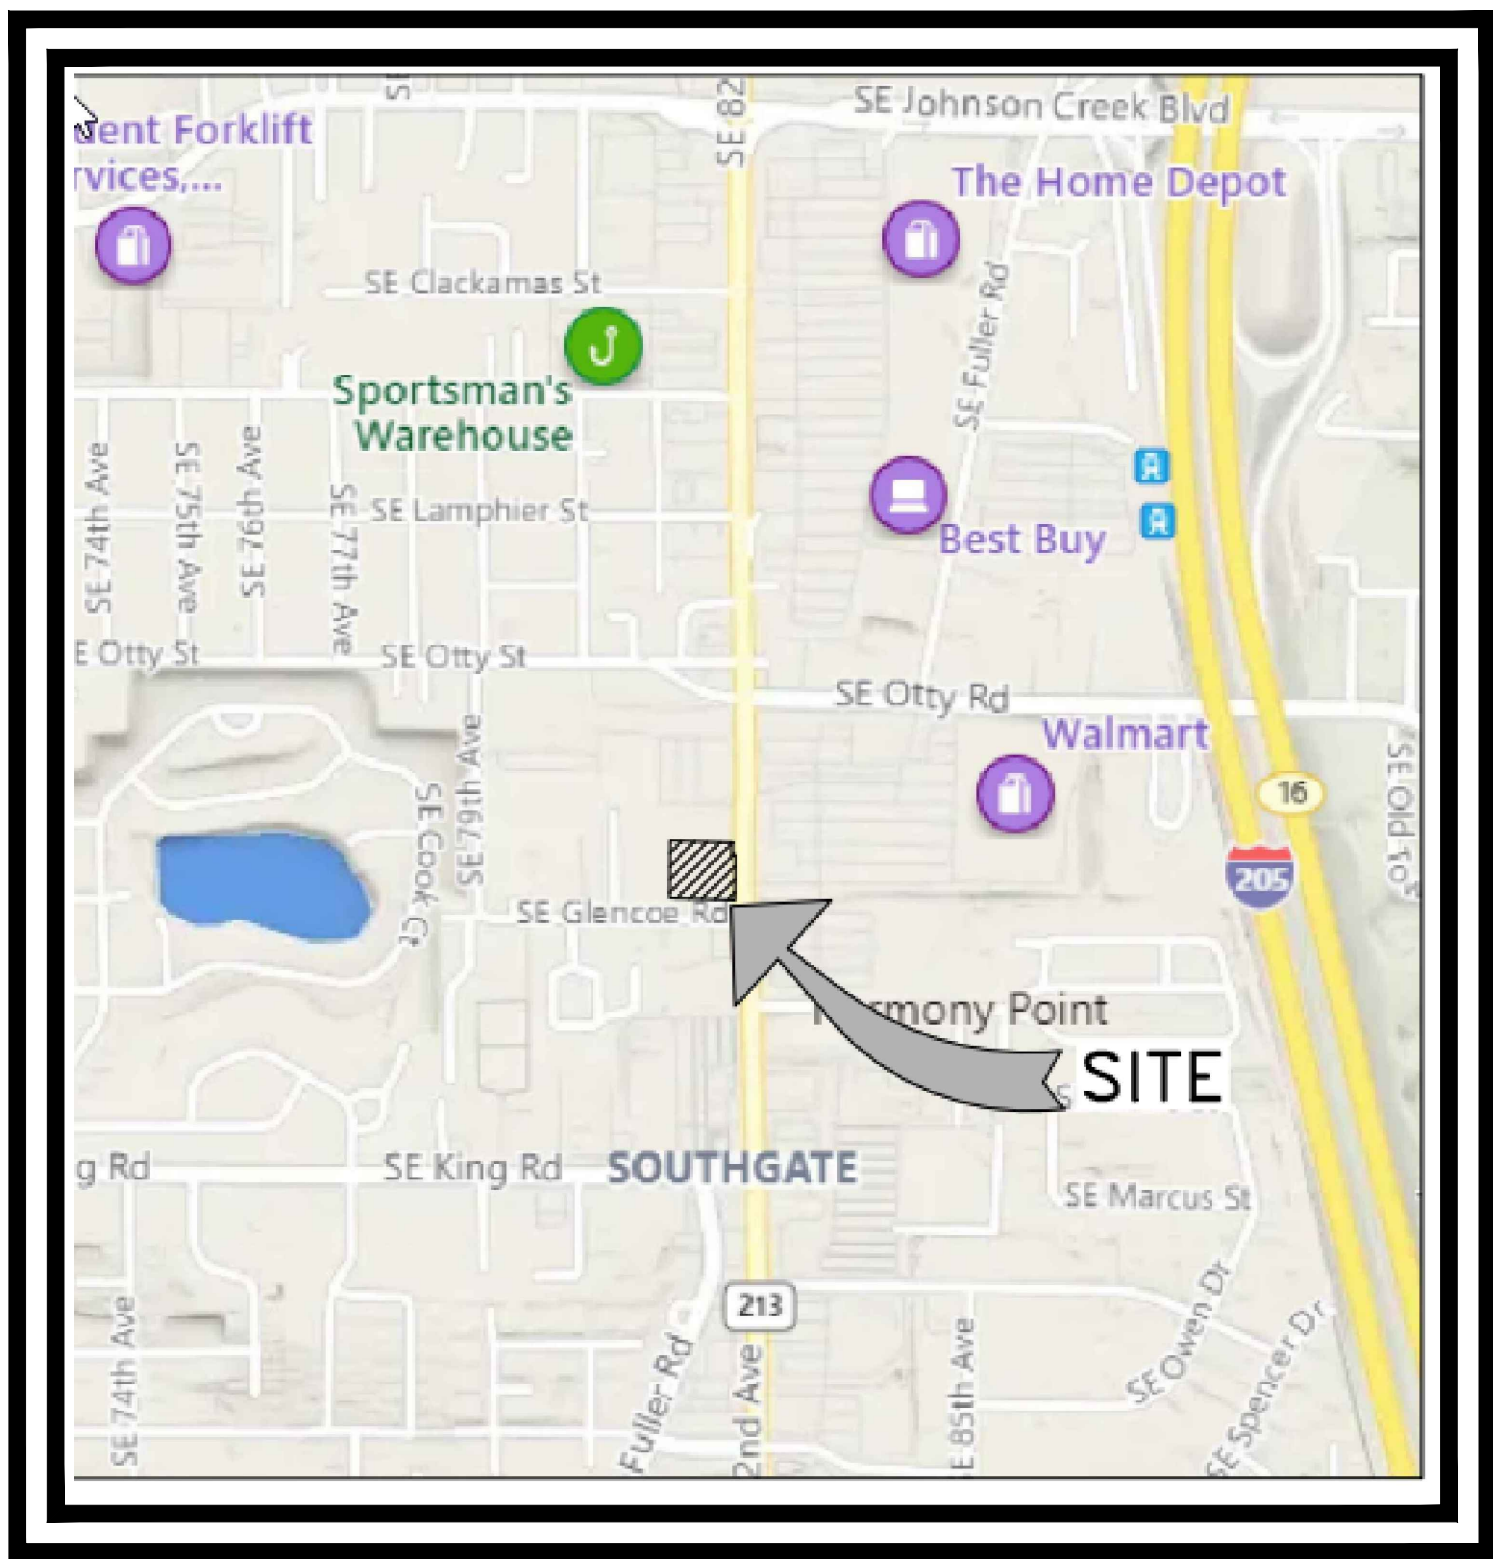 SE
SE 82
SE Johnson Creek Blvd
dent Forklift
rvices,...
The Home Depot
SE Clackamas St
SE Fuller Rd
Sportsman's
Warehouse
SE 74th Ave
SE 75th Ave
SE 76th Ave
SE 77th Ave
SE Lamphier St
Best Buy
E Otty St
SE Otty St
SE Otty Rd
Walmart
SE 79th Ave
SE Cook Ct
16
SE Old To
205
SE Glencoe Rd
rmony Point
SITE
S
g Rd
SE King Rd
SOUTHGATE
SE Marcus St
213
SE 74th Ave
Fuller Rd
2nd Ave
SE 85th Ave
SE Owen Dr
SE Spencer Dr